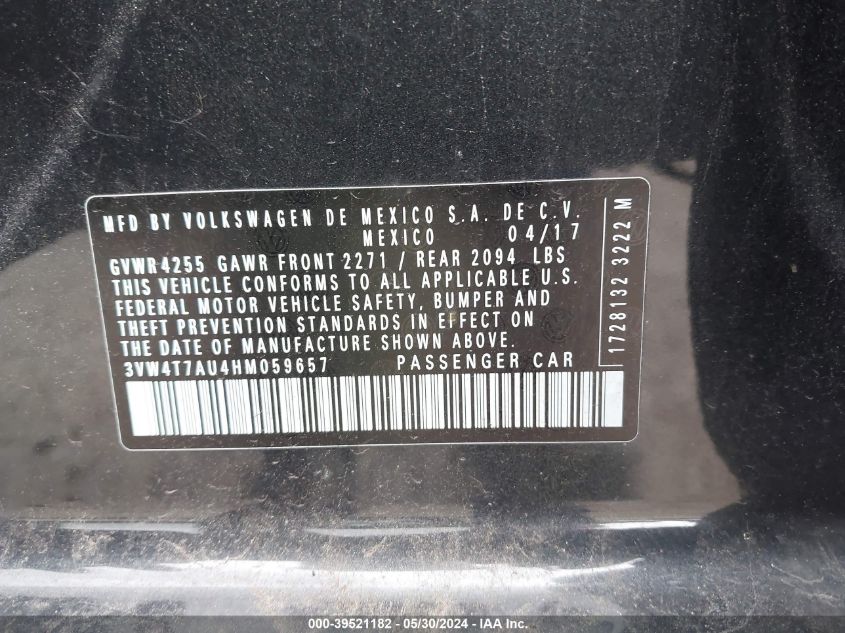 MFD BY VOLKSWAGEN DE MEXICO S.A. DE C.V.
MEXICO 04/17
GVWR4255 GAWR FRONT 2271 / REAR 2094 LBS
THIS VEHICLE CONFORMS TO ALL APPLICABLE U.S.
FEDERAL MOTOR VEHICLE SAFETY, BUMPER AND
THEFT PREVENTION STANDARDS IN EFFECT ON
THE DATE OF MANUFACTURE SHOWN ABOVE.
3VW4T7AU4HM059657 PASSENGER CAR
1728132 3222 M
000-39521182 - 05/30/2024 - IAA Inc.